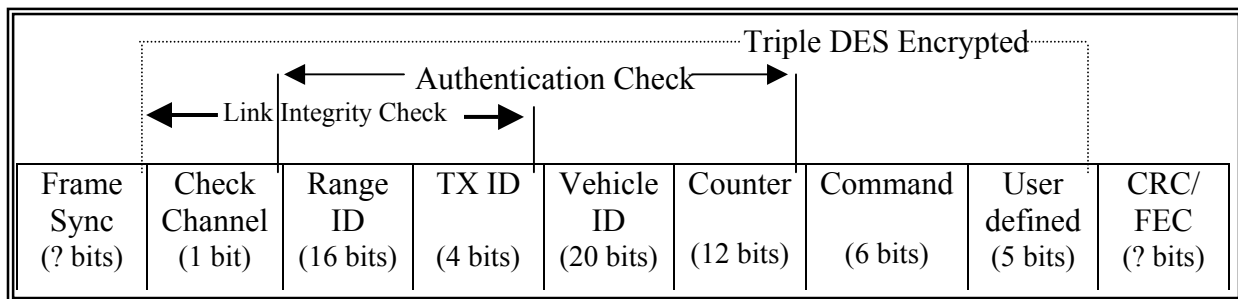 Triple DES Encrypted
Authentication Check
Link Integrity Check
Frame Sync (? bits)
Check Channel (1 bit)
Range ID (16 bits)
TX ID (4 bits)
Vehicle ID (20 bits)
Counter (12 bits)
Command (6 bits)
User defined (5 bits)
CRC/ FEC (? bits)